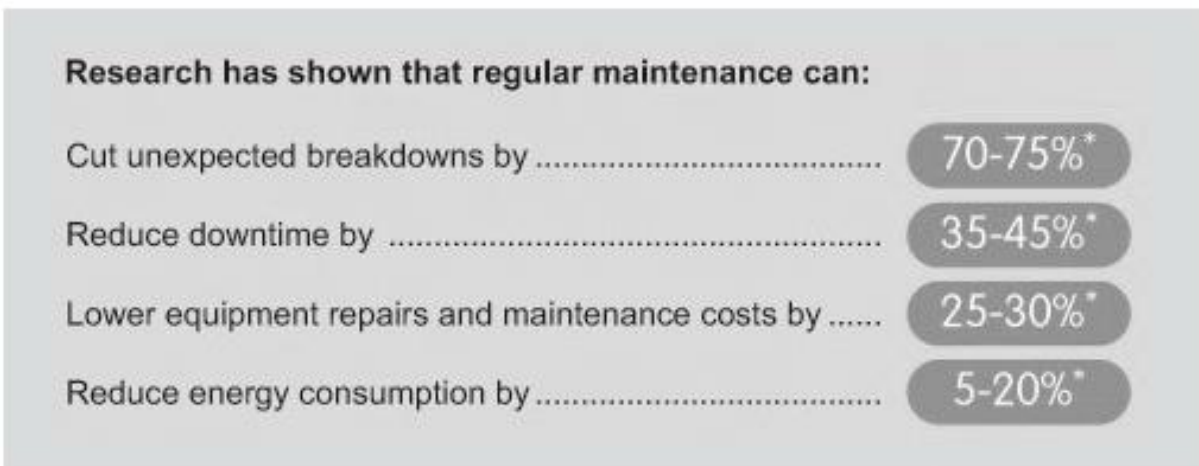 Research has shown that regular maintenance can:
Cut unexpected breakdowns by ...................................... 70-75%*
Reduce downtime by ...................................................... 35-45%*
Lower equipment repairs and maintenance costs by ...... 25-30%*
Reduce energy consumption by ...................................... 5-20%*